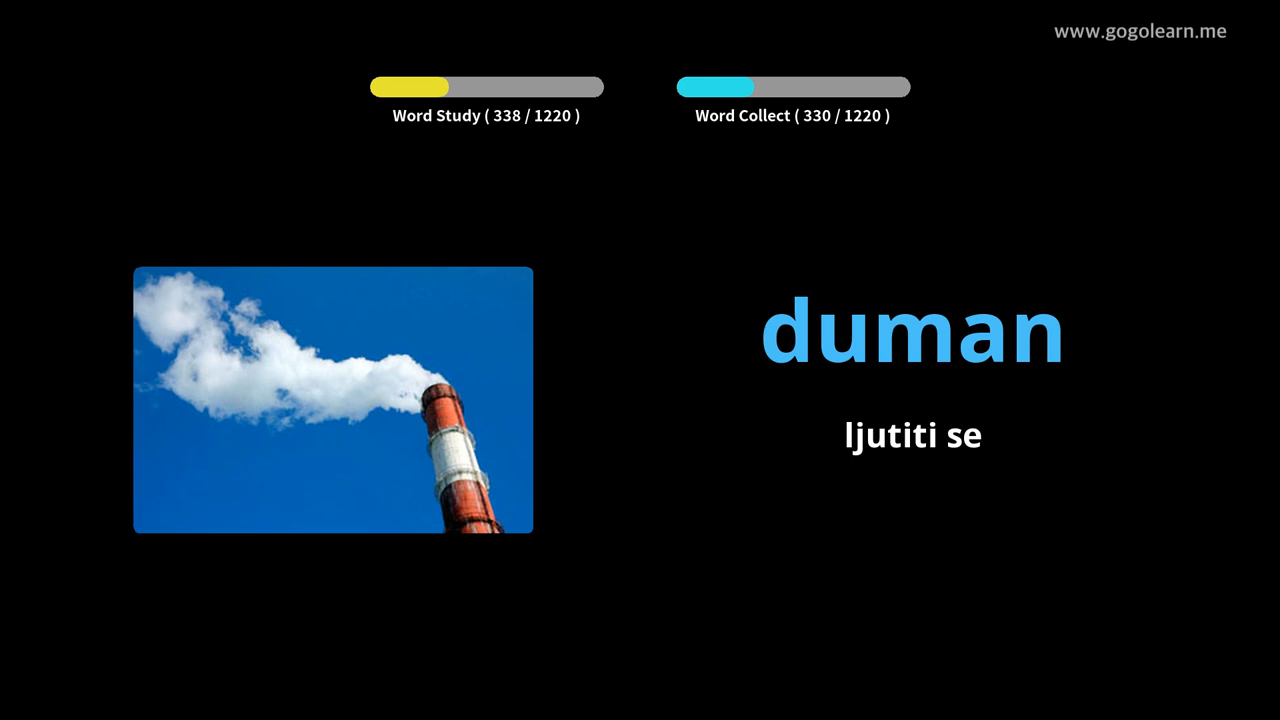 www.gogolearn.me
Word Study ( 338 / 1220 )
Word Collect ( 330 / 1220 )
duman
ljutiti se